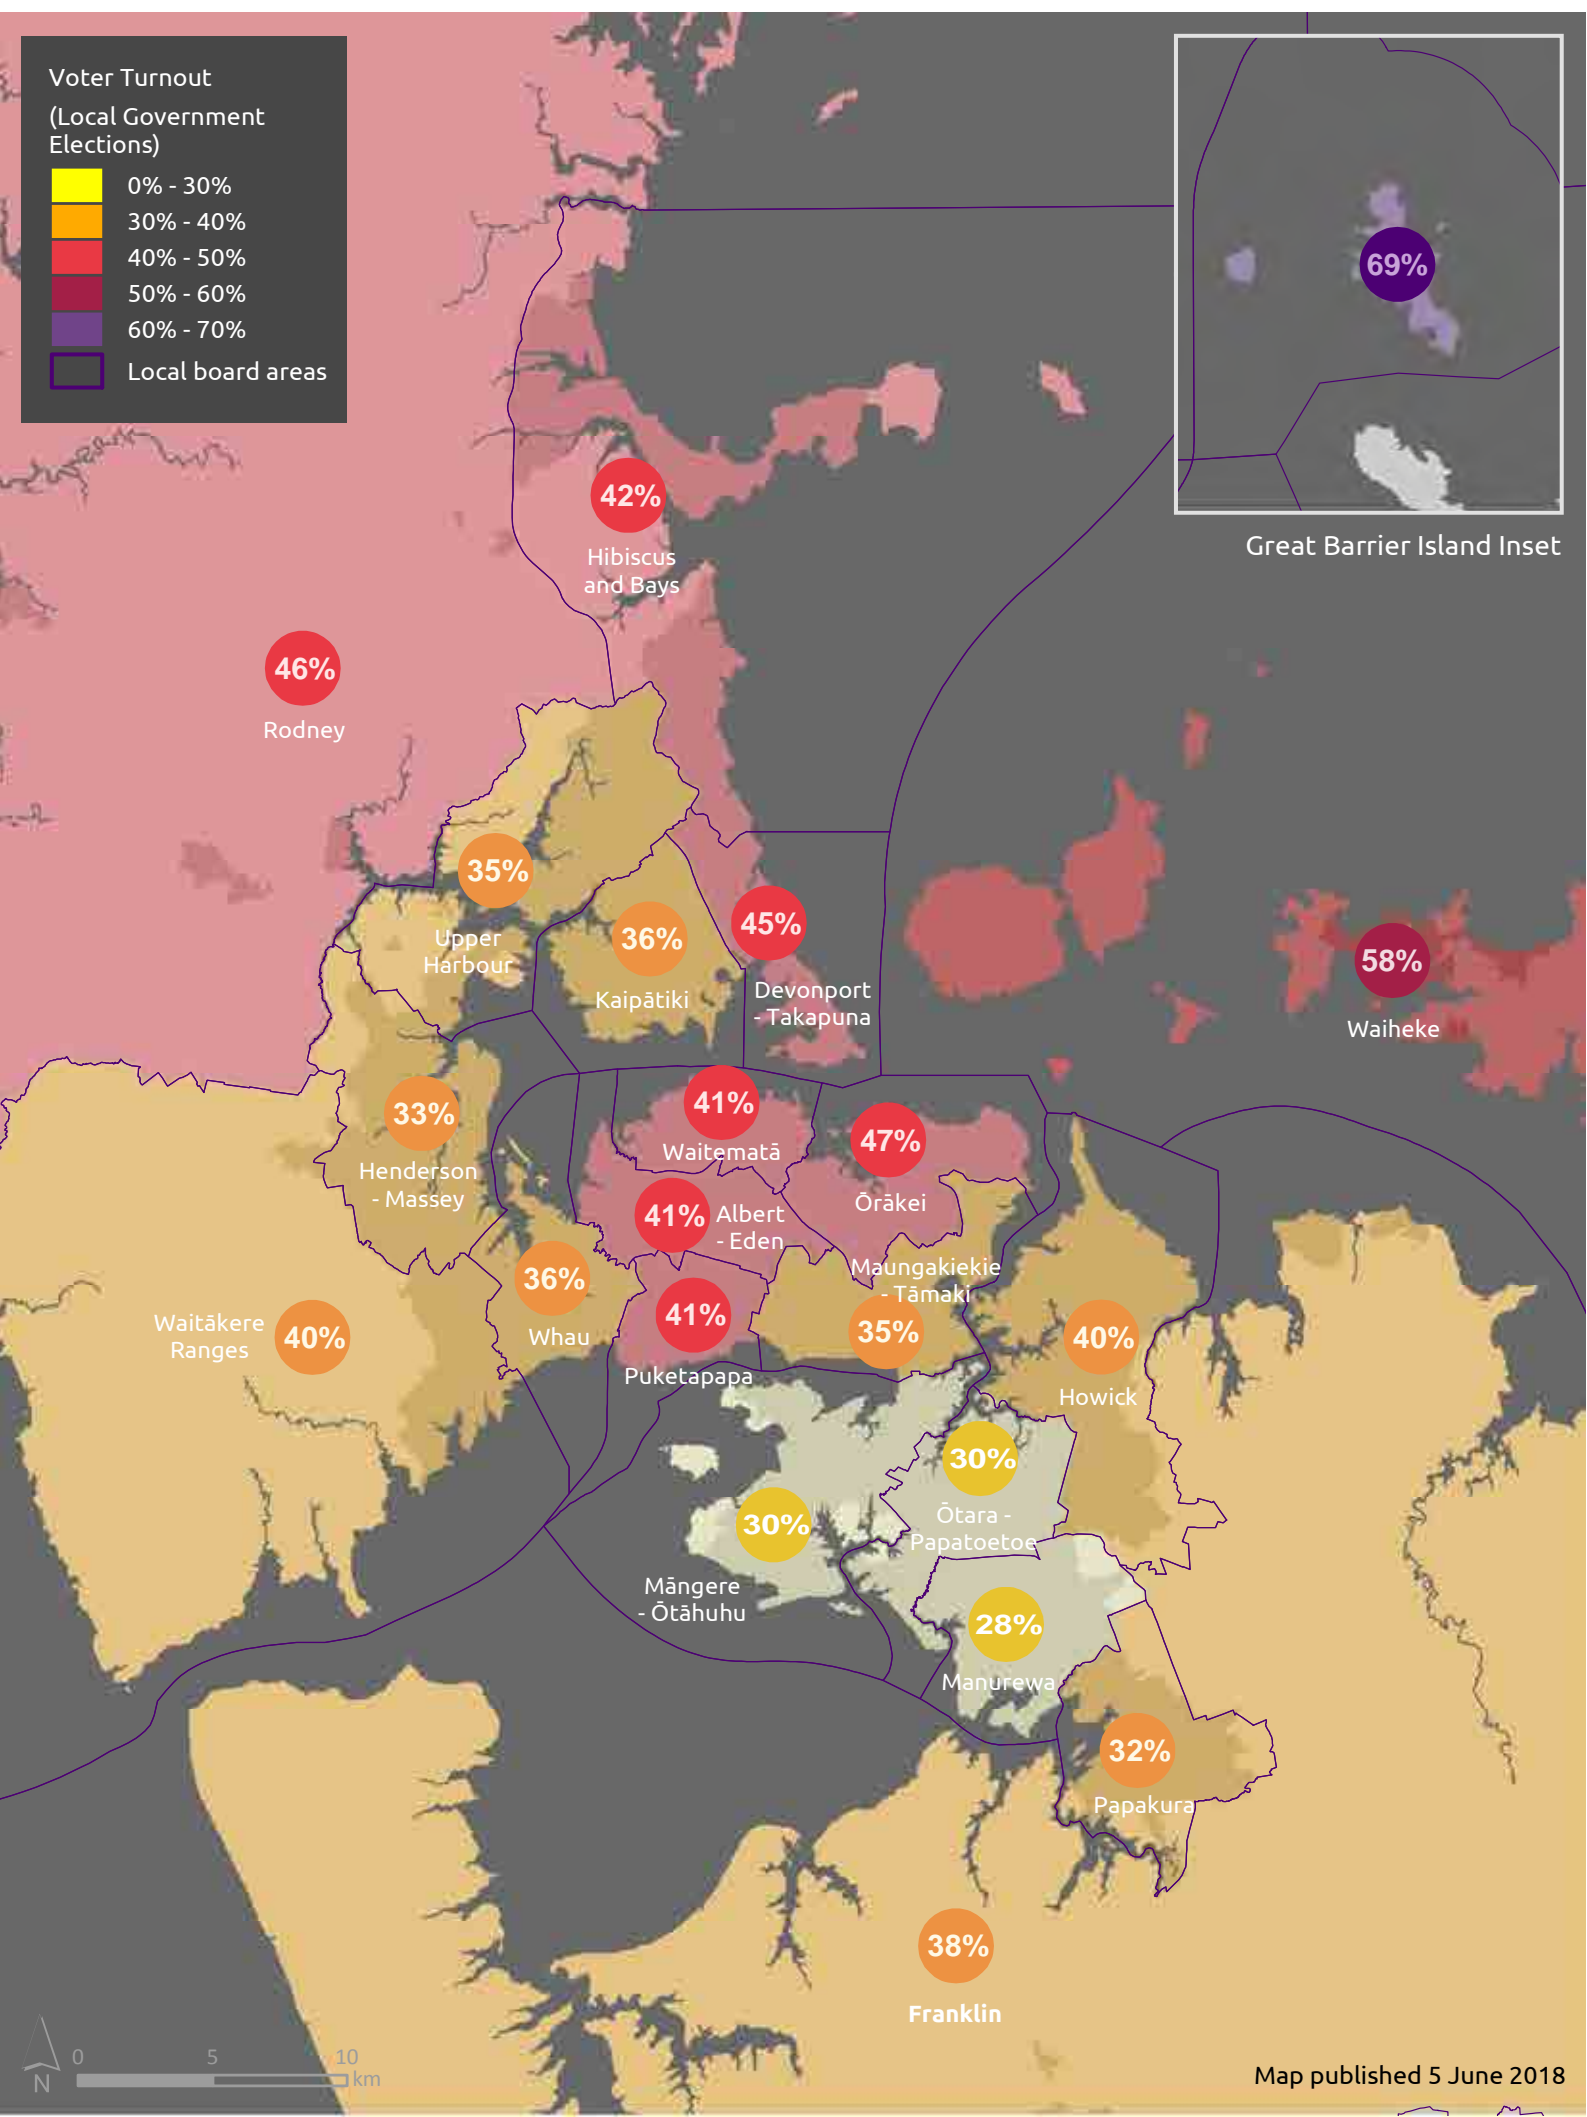 Voter Turnout
(Local Government
Elections)
0% - 30%
30% - 40%
40% - 50%
50% - 60%
60% - 70%
Local board areas
69%
Great Barrier Island Inset
42%
Hibiscus
and Bays
46%
Rodney
35%
Upper
Harbour
36%
Kaipātiki
45%
Devonport
- Takapuna
58%
Waiheke
33%
Henderson
- Massey
41%
Waitematā
47%
Ōrākei
41%
Albert
- Eden
36%
Whau
41%
Puketapapa
Maungakiekie
- Tāmaki
35%
40%
Howick
Waitākere
Ranges
40%
30%
Ōtara -
Papatoetoe
30%
Māngere
- Ōtāhuhu
28%
Manurewa
32%
Papakura
38%
Franklin
0 5 10
km
N
Map published 5 June 2018